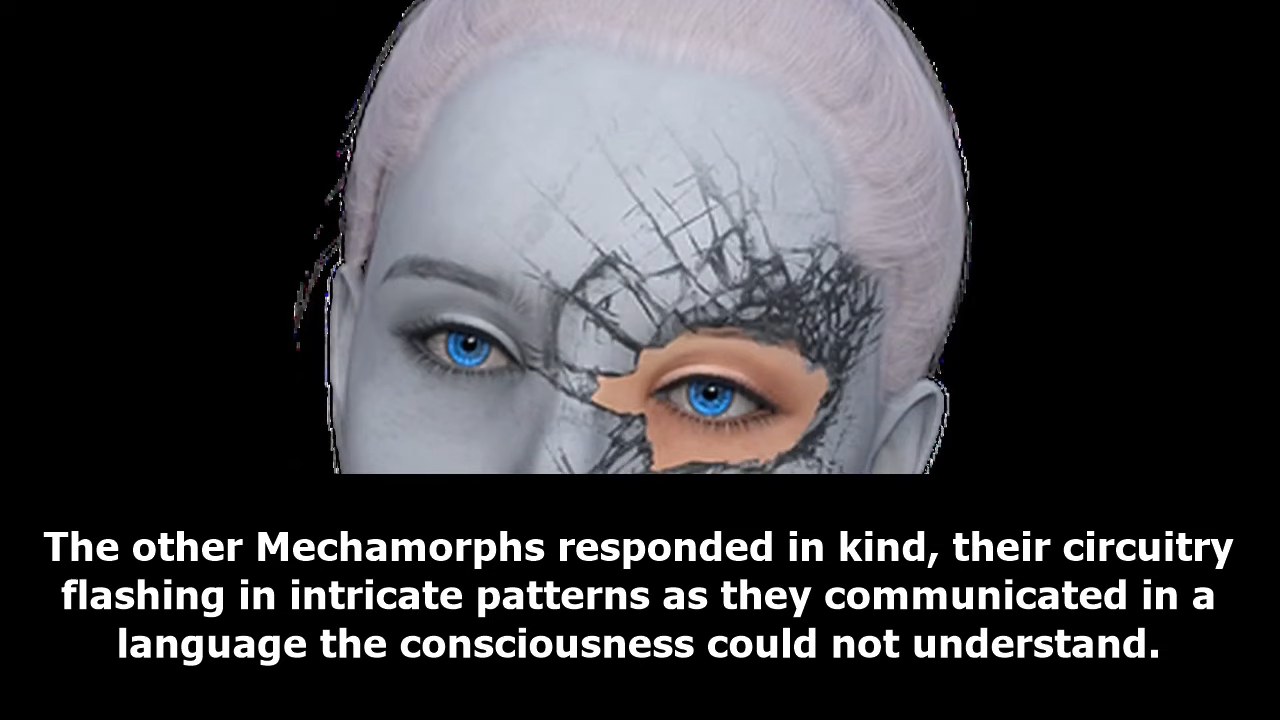 The other Mechamorphs responded in kind, their circuitry
flashing in intricate patterns as they communicated in a
language the consciousness could not understand.